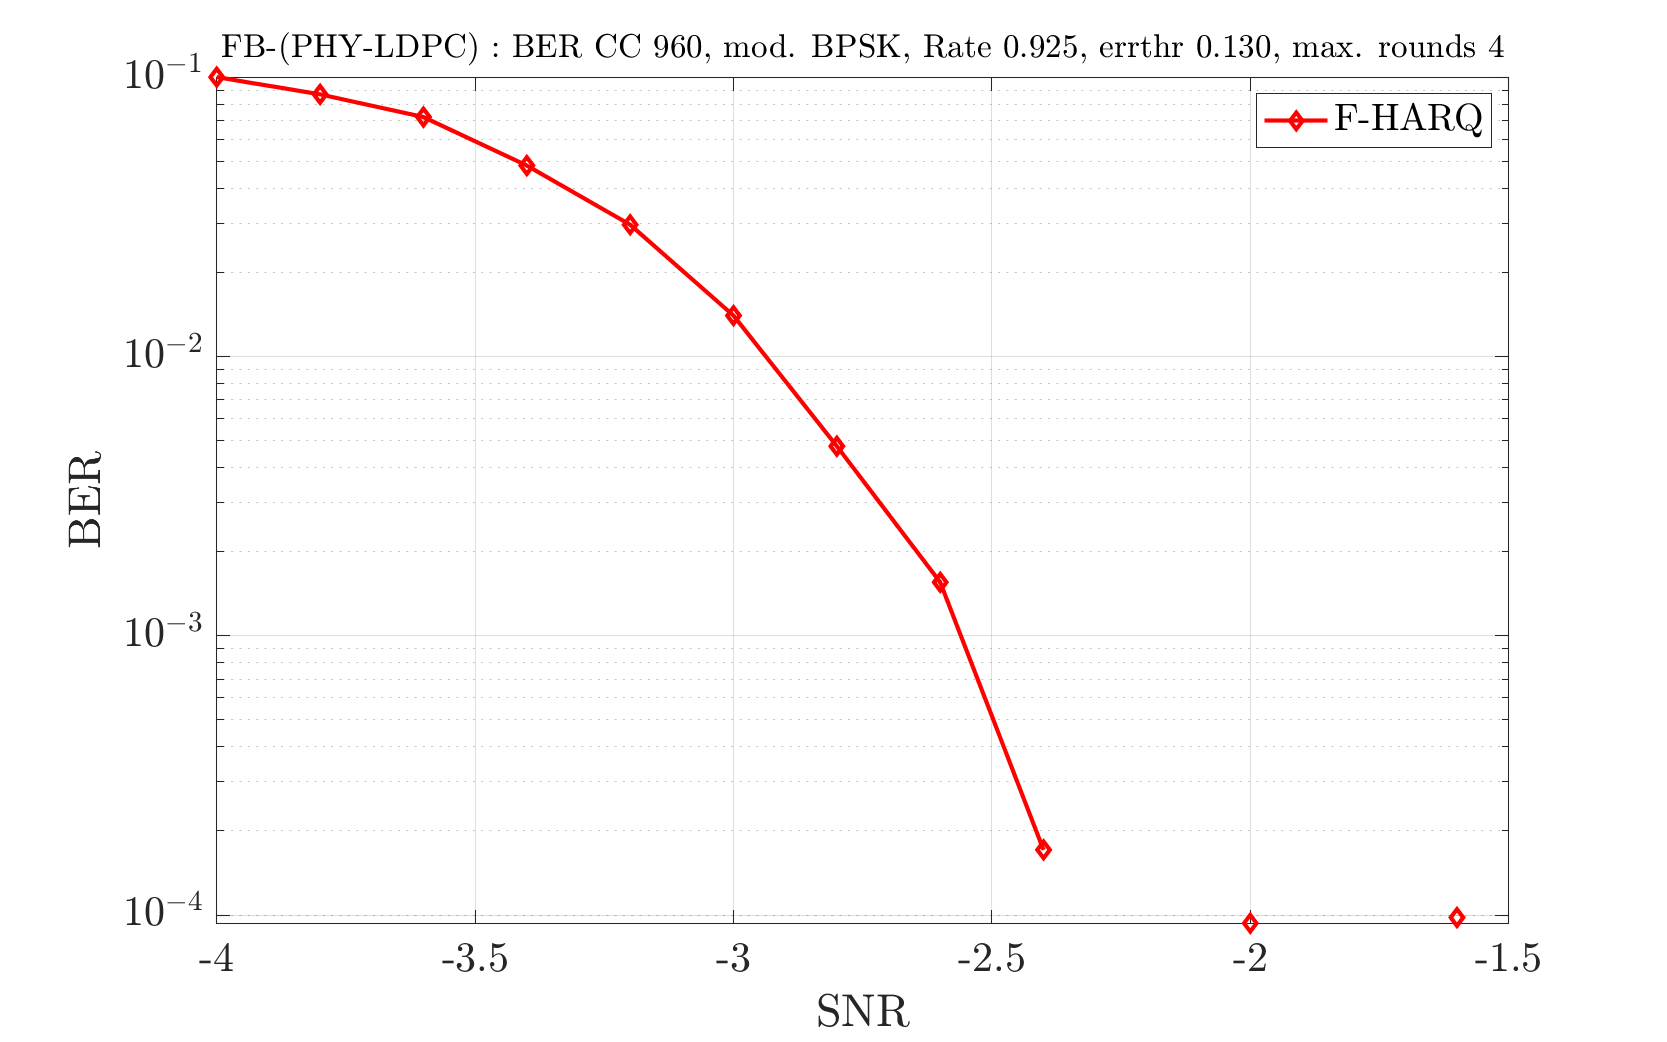 FB-(PHY-LDPC) : BER CC 960, mod. BPSK, Rate 0.925, errthr 0.130, max. rounds 4
F-HARQ
10⁻¹
10⁻²
10⁻³
10⁻⁴
BER
-4 -3.5 -3 -2.5 -2 -1.5
SNR